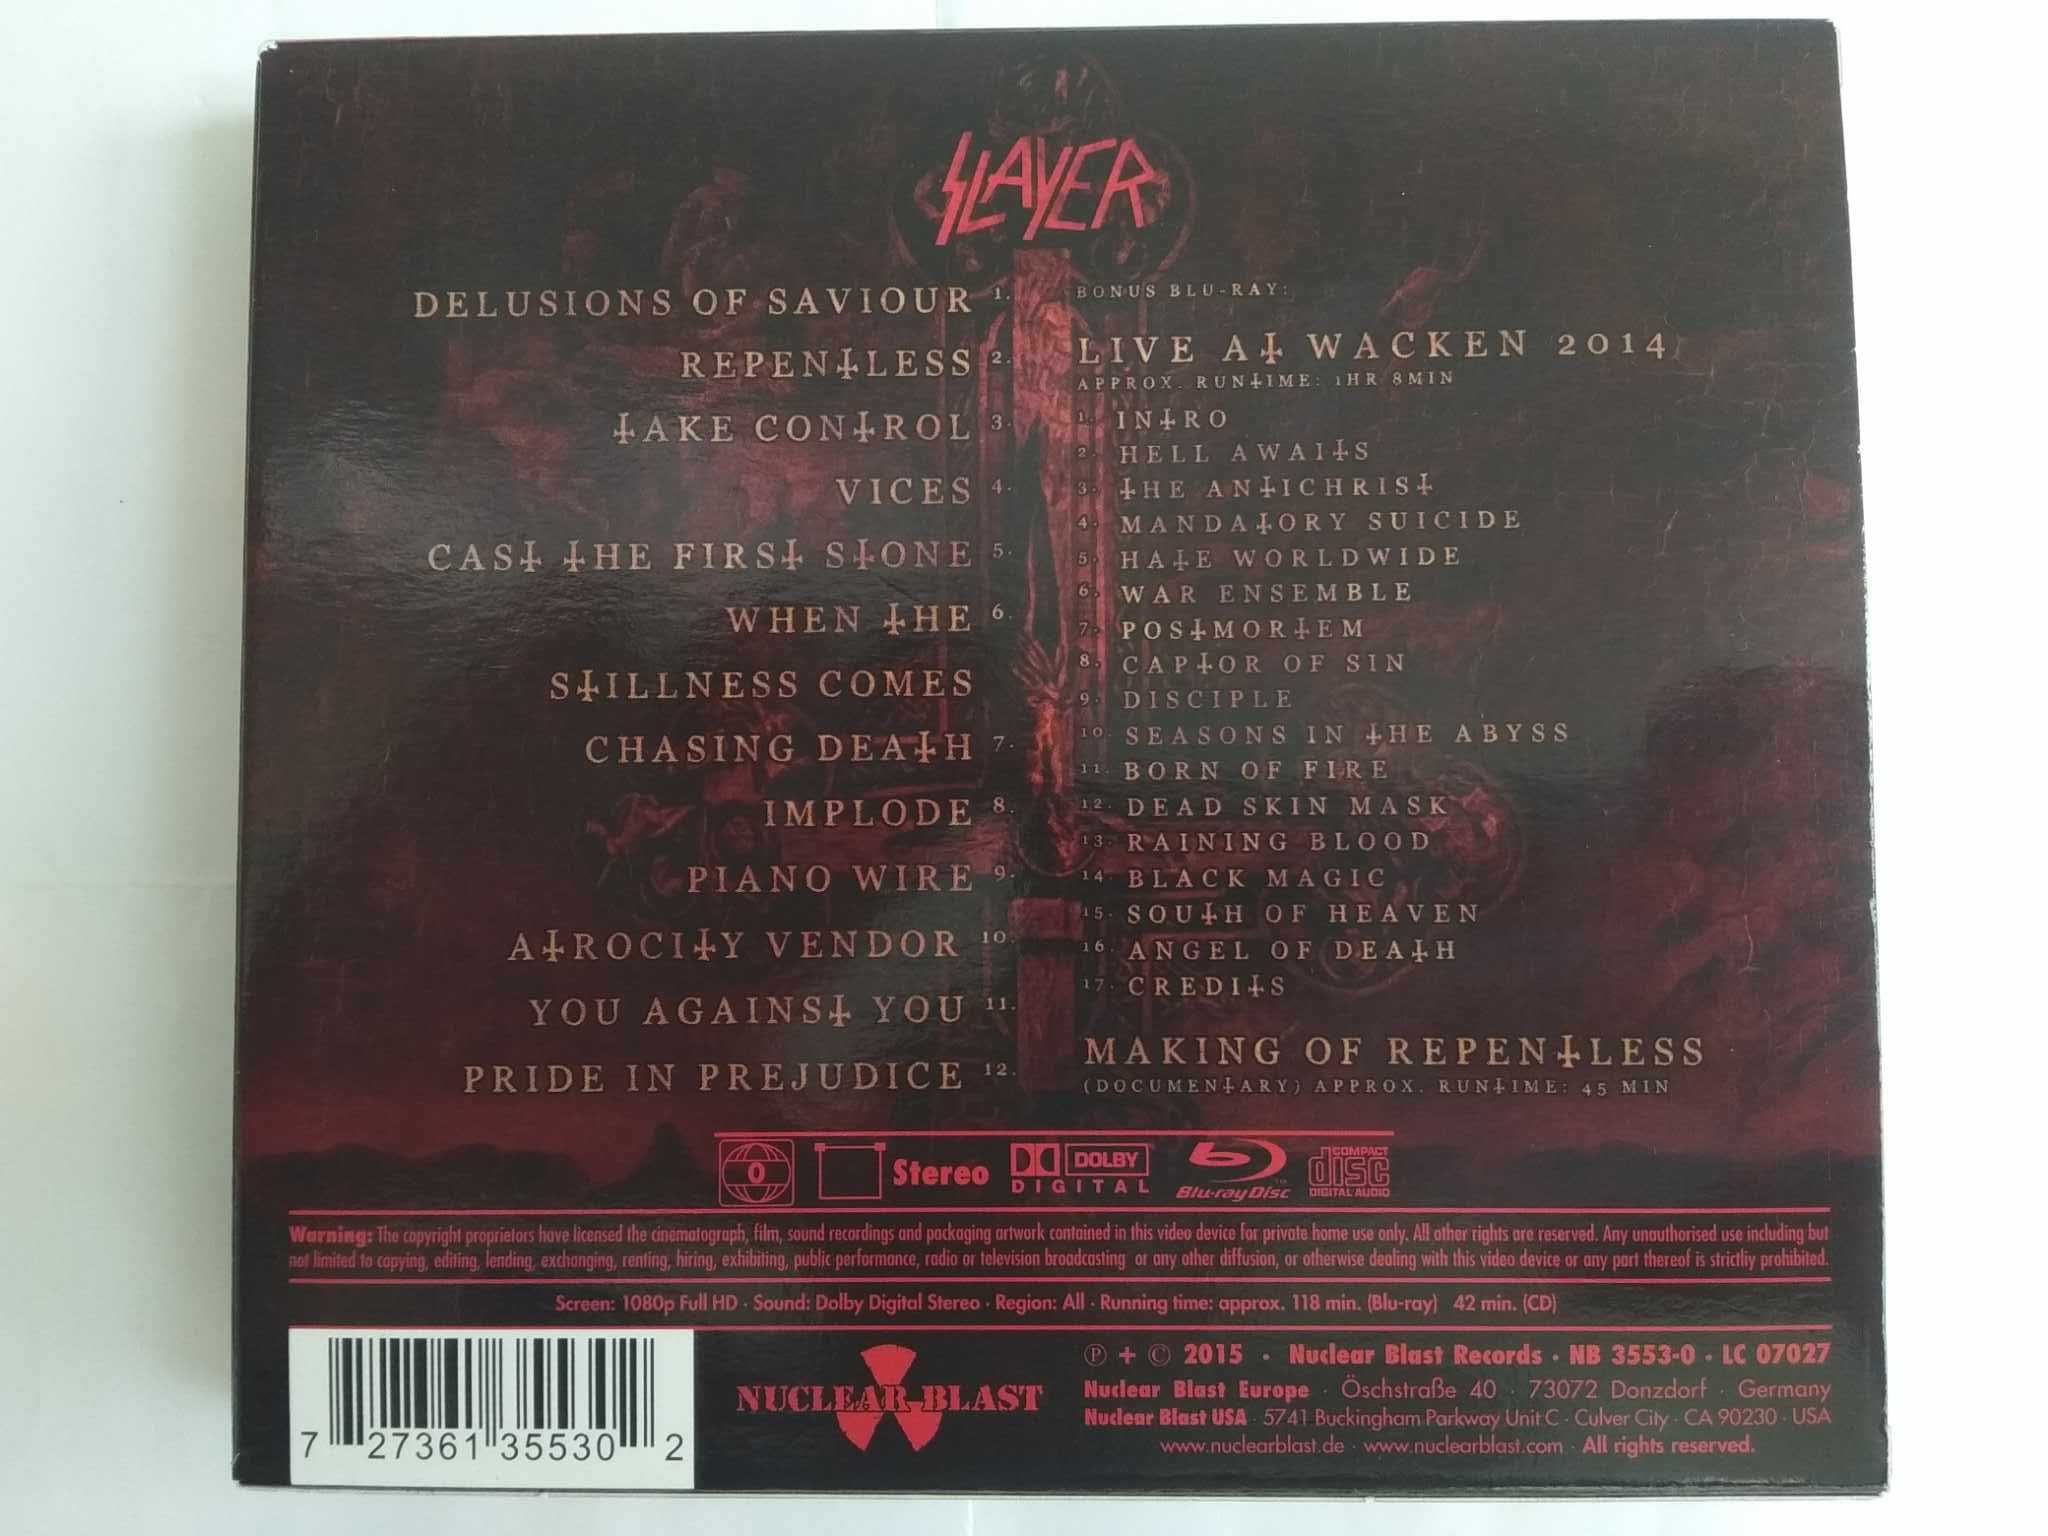 SLAYER
DELUSIONS OF SAVIOUR 1.
REPENTLESS 2.
TAKE CONTROL 3.
VICES 4.
CAST THE FIRST STONE 5.
WHEN THE 6.
STILLNESS COMES
CHASING DEATH 7.
IMPLODE 8.
PIANO WIRE 9.
ATROCITY VENDOR 10.
YOU AGAINST YOU 11.
PRIDE IN PREJUDICE 12.
BONUS BLU-RAY:
LIVE AT WACKEN 2014
APPROX. RUNTIME: 1HR 8MIN
1. INTRO
2. HELL AWAITS
3. THE ANTICHRIST
4. MANDATORY SUICIDE
5. HATE WORLDWIDE
6. WAR ENSEMBLE
7. POSTMORTEM
8. CAPTOR OF SIN
9. DISCIPLE
10. SEASONS IN THE ABYSS
11. BORN OF FIRE
12. DEAD SKIN MASK
13. RAINING BLOOD
14. BLACK MAGIC
15. SOUTH OF HEAVEN
16. ANGEL OF DEATH
17. CREDITS
MAKING OF REPENTLESS
(DOCUMENTARY) APPROX. RUNTIME: 45 MIN
0 Stereo DOLBY DIGITAL Blu-ray Disc COMPACT disc DIGITAL AUDIO
Warning: The copyright proprietors have licensed the cinematograph, film, sound recordings and packaging artwork contained in this video device for private home use only. All other rights are reserved. Any unauthorised use including but
not limited to copying, editing, lending, exchanging, renting, hiring, exhibiting, public performance, radio or television broadcasting or any other diffusion, or otherwise dealing with this video device or any part thereof is strictliy prohibited.
Screen: 1080p Full HD · Sound: Dolby Digital Stereo · Region: All · Running time: approx. 118 min. (Blu-ray) 42 min. (CD)
7 27361 35530 2
NUCLEAR BLAST
℗ + © 2015 · Nuclear Blast Records · NB 3553-0 · LC 07027
Nuclear Blast Europe · Öschstraße 40 · 73072 Donzdorf · Germany
Nuclear Blast USA · 5741 Buckingham Parkway Unit C · Culver City · CA 90230 · USA
www.nuclearblast.de · www.nuclearblast.com · All rights reserved.